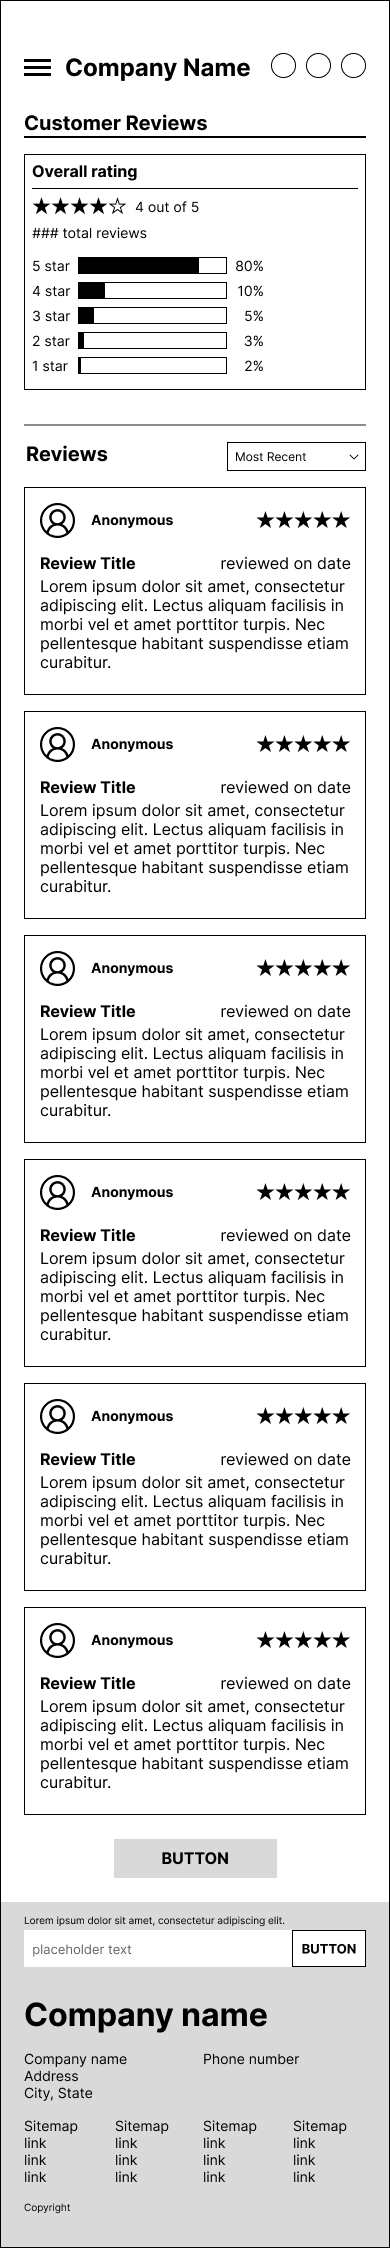 Company Name
Customer Reviews
Overall rating
★★★★☆ 4 out of 5
### total reviews
5 star 80%
4 star 10%
3 star 5%
2 star 3%
1 star 2%
Reviews Most Recent
Anonymous ★★★★★
Review Title reviewed on date
Lorem ipsum dolor sit amet, consectetur
adipiscing elit. Lectus aliquam facilisis in
morbi vel et amet porttitor turpis. Nec
pellentesque habitant suspendisse etiam
curabitur.
Anonymous ★★★★★
Review Title reviewed on date
Lorem ipsum dolor sit amet, consectetur
adipiscing elit. Lectus aliquam facilisis in
morbi vel et amet porttitor turpis. Nec
pellentesque habitant suspendisse etiam
curabitur.
Anonymous ★★★★★
Review Title reviewed on date
Lorem ipsum dolor sit amet, consectetur
adipiscing elit. Lectus aliquam facilisis in
morbi vel et amet porttitor turpis. Nec
pellentesque habitant suspendisse etiam
curabitur.
Anonymous ★★★★★
Review Title reviewed on date
Lorem ipsum dolor sit amet, consectetur
adipiscing elit. Lectus aliquam facilisis in
morbi vel et amet porttitor turpis. Nec
pellentesque habitant suspendisse etiam
curabitur.
Anonymous ★★★★★
Review Title reviewed on date
Lorem ipsum dolor sit amet, consectetur
adipiscing elit. Lectus aliquam facilisis in
morbi vel et amet porttitor turpis. Nec
pellentesque habitant suspendisse etiam
curabitur.
Anonymous ★★★★★
Review Title reviewed on date
Lorem ipsum dolor sit amet, consectetur
adipiscing elit. Lectus aliquam facilisis in
morbi vel et amet porttitor turpis. Nec
pellentesque habitant suspendisse etiam
curabitur.
BUTTON
Lorem ipsum dolor sit amet, consectetur adipiscing elit.
placeholder text BUTTON
Company name
Company name Phone number
Address
City, State
Sitemap Sitemap Sitemap Sitemap
link link link link
link link link link
link link link link
Copyright